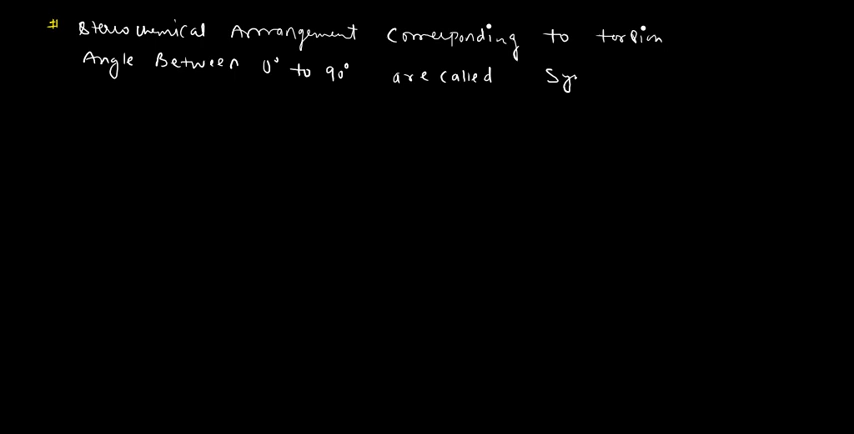 # Stereochemical Arrangement Corresponding to torsion
Angle Between 0° to 90° are called Sy